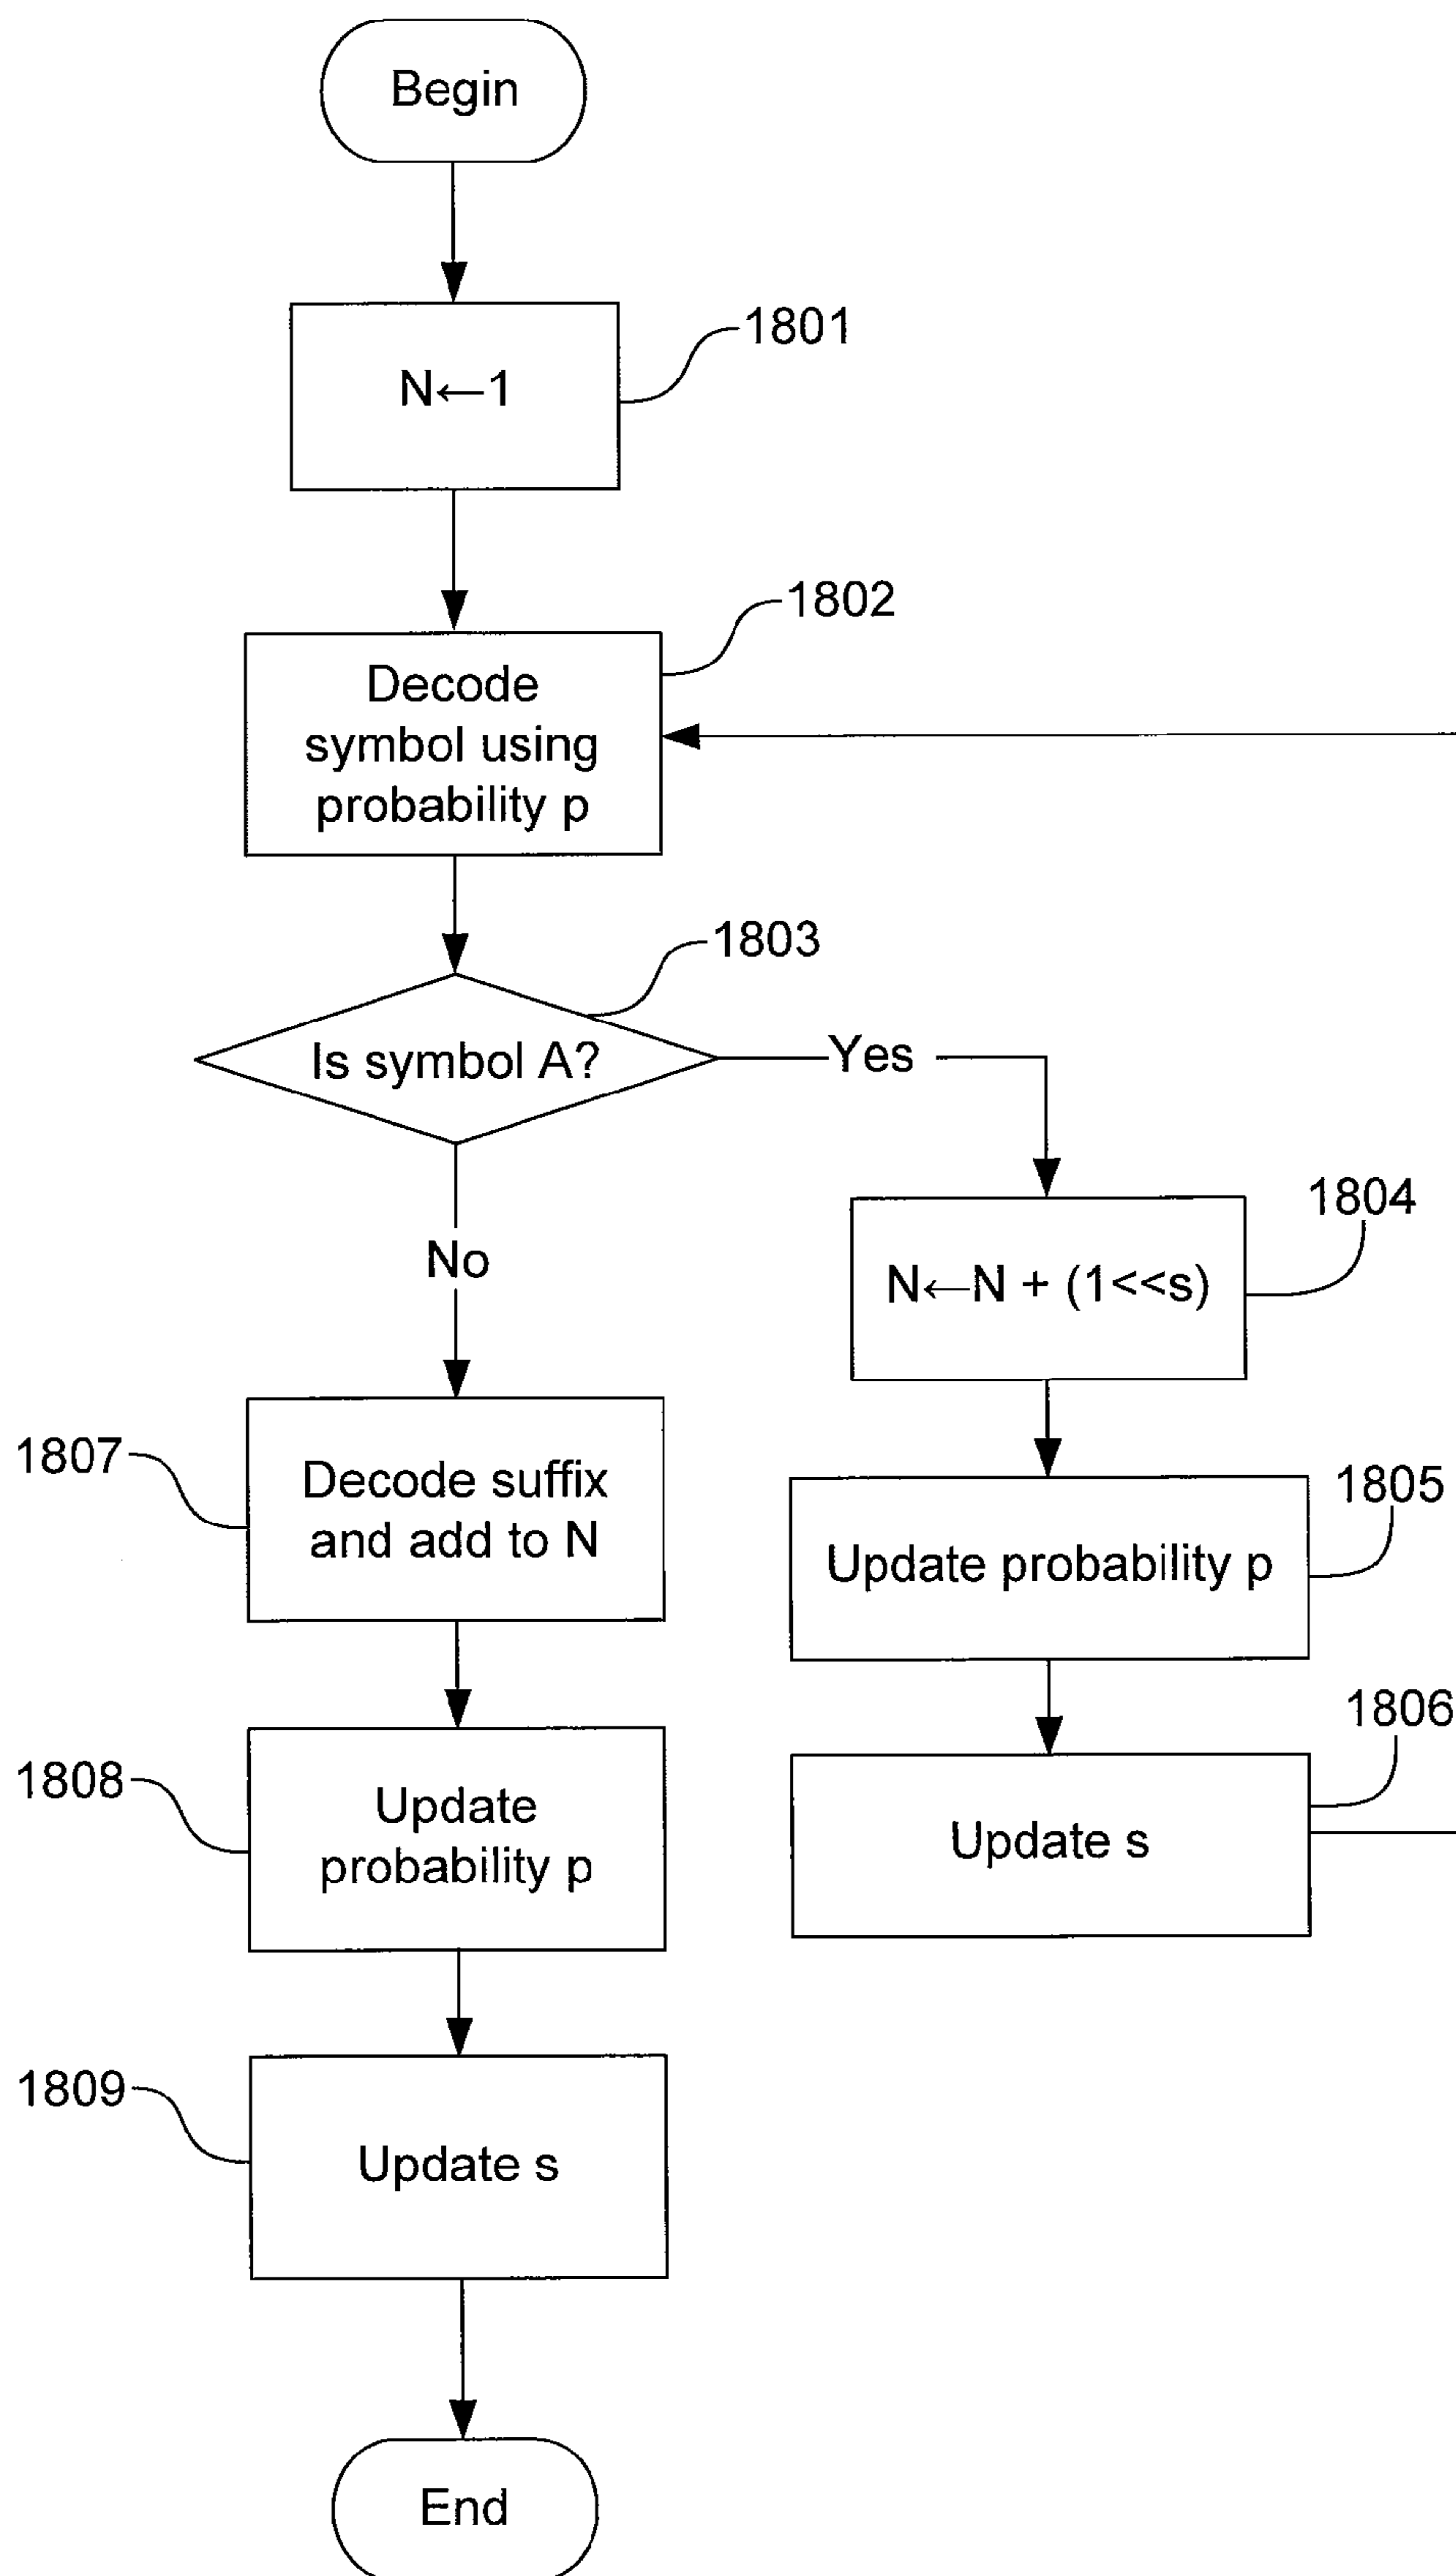 Begin
N←1
1801
1802
Decode
symbol using
probability p
1803
Is symbol A?
Yes
1804
No
N←N + (1<<s)
1807
Decode suffix
and add to N
1805
Update probability p
1806
1808
Update
probability p
Update s
1809
Update s
End